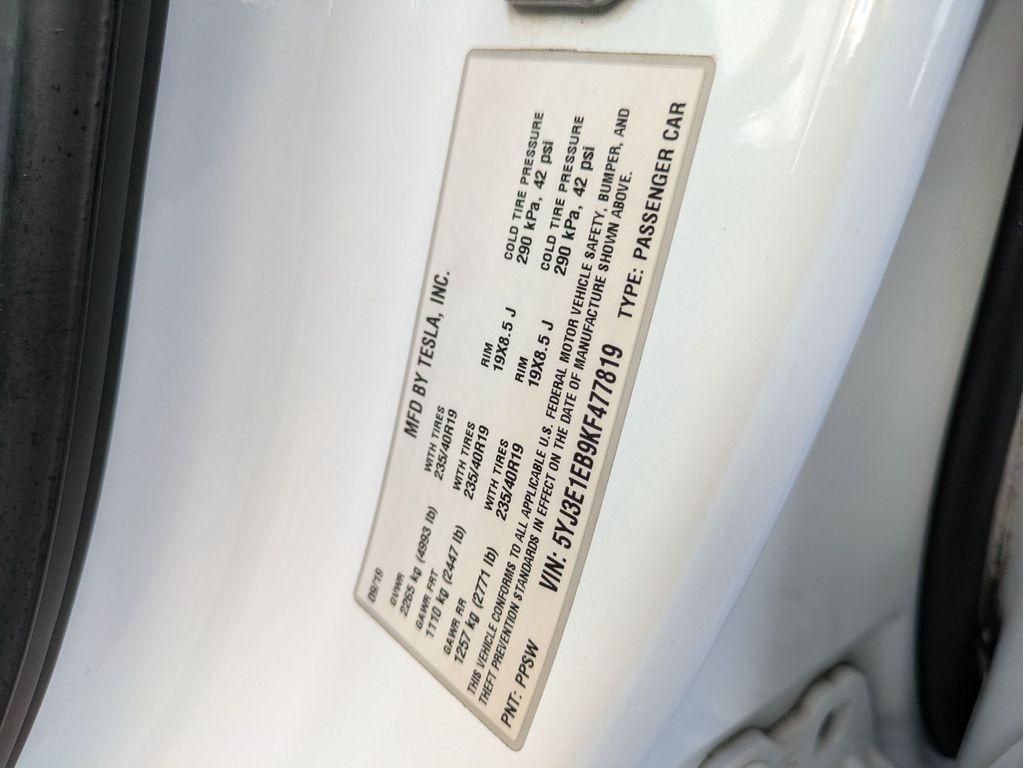 MFD BY TESLA, INC.
09/19
GVWR
2265 kg (4993 lb)
WITH TIRES
235/40R19
GAWR FRT
1110 kg (2447 lb)
WITH TIRES
235/40R19
RIM
19X8.5 J
COLD TIRE PRESSURE
290 kPa, 42 psi
GAWR RR
1257 kg (2771 lb)
WITH TIRES
235/40R19
RIM
19X8.5 J
COLD TIRE PRESSURE
290 kPa, 42 psi
THIS VEHICLE CONFORMS TO ALL APPLICABLE U.S. FEDERAL MOTOR VEHICLE SAFETY, BUMPER, AND
THEFT PREVENTION STANDARDS IN EFFECT ON THE DATE OF MANUFACTURE SHOWN ABOVE.
PNT: PPSW VIN: 5YJ3E1EB9KF477819 TYPE: PASSENGER CAR